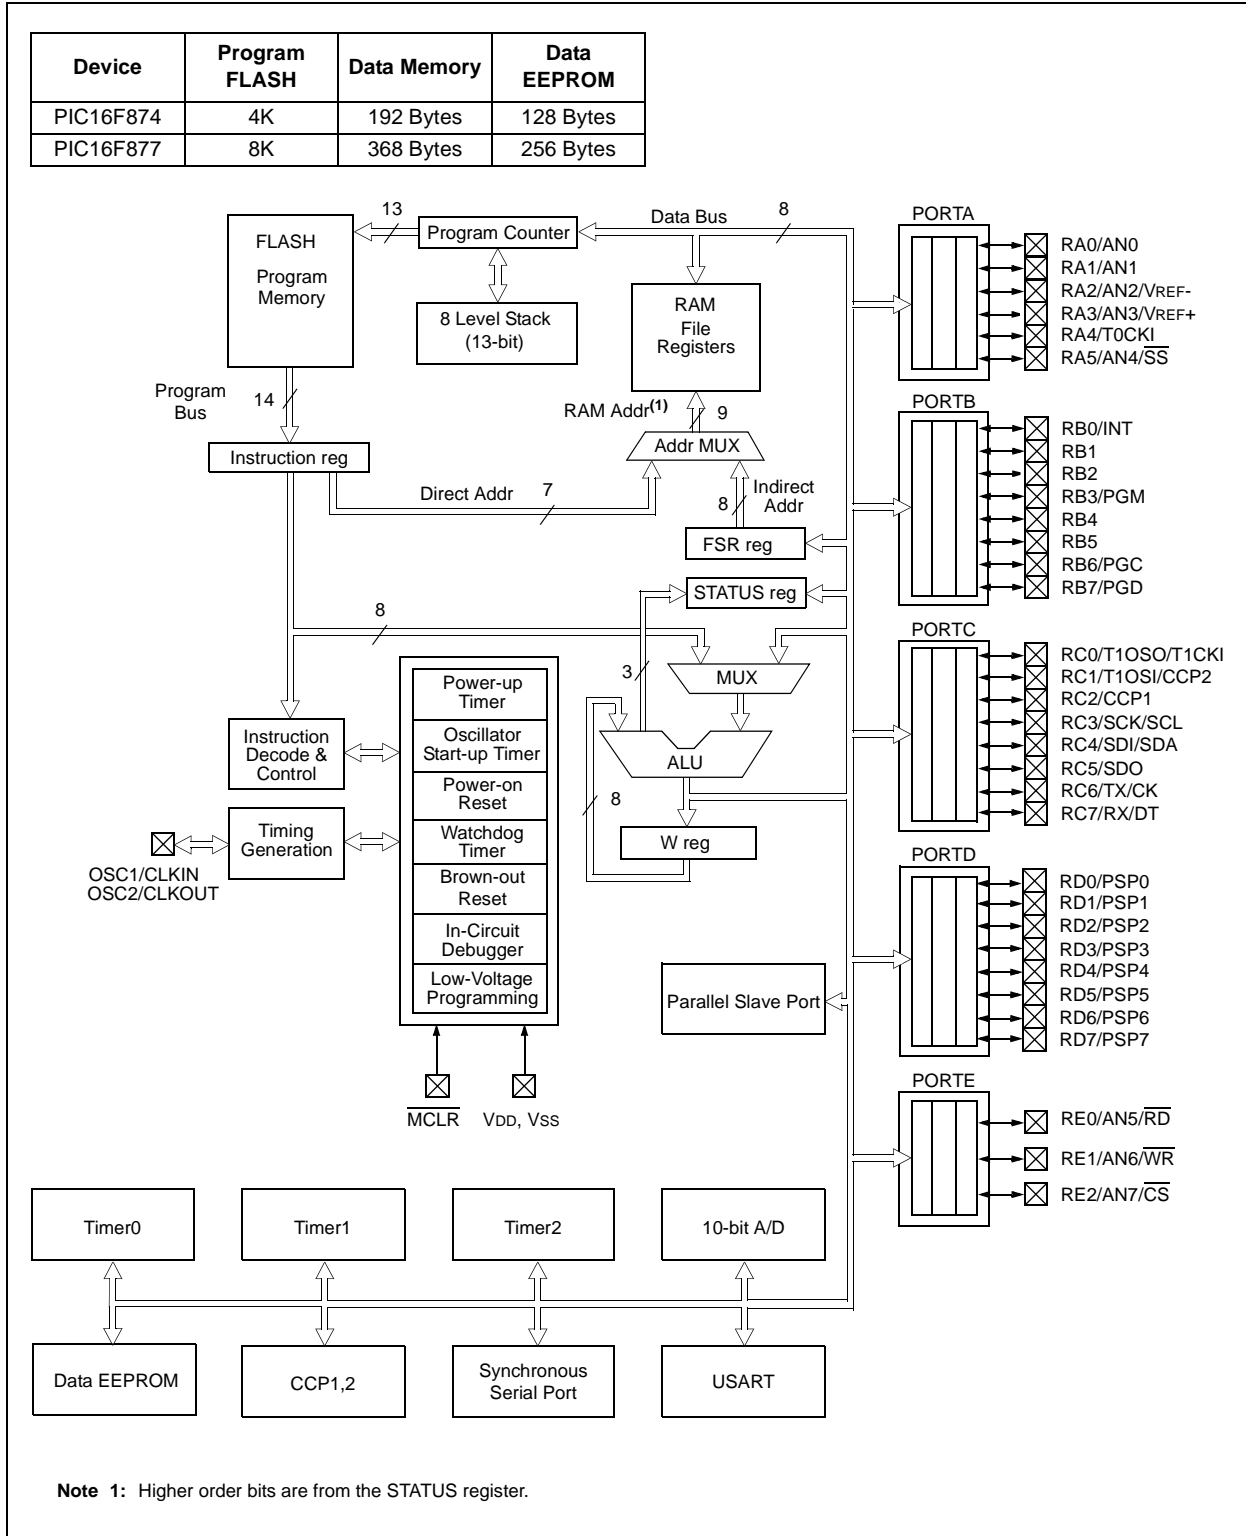 Device Program FLASH Data Memory Data EEPROM
PIC16F874 4K 192 Bytes 128 Bytes
PIC16F877 8K 368 Bytes 256 Bytes
FLASH
Program
Memory
13
Program Counter
Data Bus
8
8 Level Stack
(13-bit)
RAM
File
Registers
Program
Bus
14
RAM Addr(1)
9
Addr MUX
Instruction reg
Direct Addr
7
8
Indirect
Addr
FSR reg
STATUS reg
8
3
MUX
ALU
8
W reg
Power-up
Timer
Oscillator
Start-up Timer
Power-on
Reset
Watchdog
Timer
Brown-out
Reset
In-Circuit
Debugger
Low-Voltage
Programming
Instruction
Decode &
Control
Timing
Generation
OSC1/CLKIN
OSC2/CLKOUT
MCLR
VDD, VSS
Parallel Slave Port
PORTA
RA0/AN0
RA1/AN1
RA2/AN2/VREF-
RA3/AN3/VREF+
RA4/T0CKI
RA5/AN4/SS
PORTB
RB0/INT
RB1
RB2
RB3/PGM
RB4
RB5
RB6/PGC
RB7/PGD
PORTC
RC0/T1OSO/T1CKI
RC1/T1OSI/CCP2
RC2/CCP1
RC3/SCK/SCL
RC4/SDI/SDA
RC5/SDO
RC6/TX/CK
RC7/RX/DT
PORTD
RD0/PSP0
RD1/PSP1
RD2/PSP2
RD3/PSP3
RD4/PSP4
RD5/PSP5
RD6/PSP6
RD7/PSP7
PORTE
RE0/AN5/RD
RE1/AN6/WR
RE2/AN7/CS
Timer0
Timer1
Timer2
10-bit A/D
Data EEPROM
CCP1,2
Synchronous
Serial Port
USART
Note 1: Higher order bits are from the STATUS register.